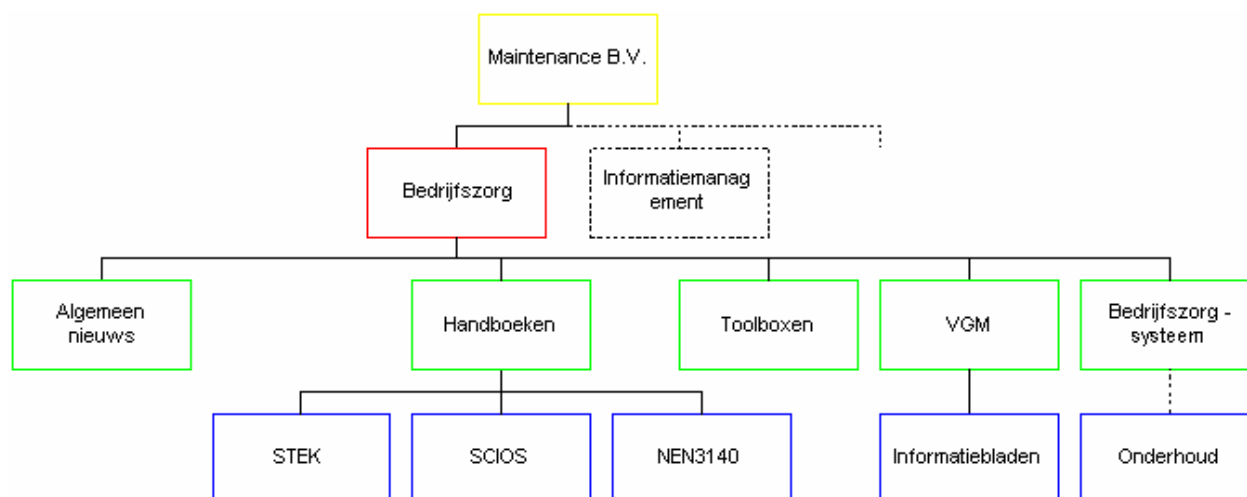 Maintenance B.V.
Bedrijfszorg
Informatiemanag
ement
Algemeen
nieuws
Handboeken
Toolboxen
VGM
Bedrijfszorg -
systeem
STEK
SCIOS
NEN3140
Informatiebladen
Onderhoud